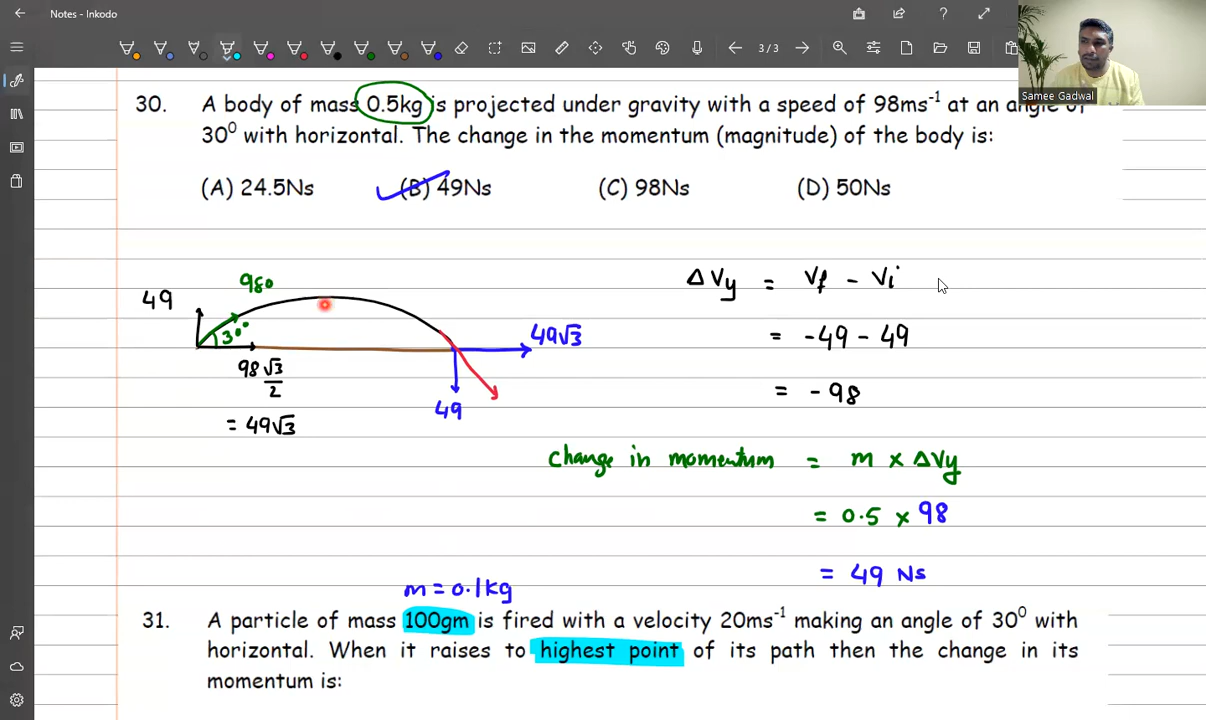 Notes - Inkodo
3/3
Samee Gadwal
30. A body of mass 0.5kg is projected under gravity with a speed of 98ms⁻¹ at an angle of
30⁰ with horizontal. The change in the momentum (magnitude) of the body is:
(A) 24.5Ns (B) 49Ns (C) 98Ns (D) 50Ns
980
49
30°
98 √3/2
= 49√3
49√3
49
ΔVy = Vf - Vi
= -49 - 49
= - 98
Change in momentum = m × ΔVy
= 0.5 × 98
= 49 Ns
m = 0.1kg
31. A particle of mass 100gm is fired with a velocity 20ms⁻¹ making an angle of 30⁰ with
horizontal. When it raises to highest point of its path then the change in its
momentum is: